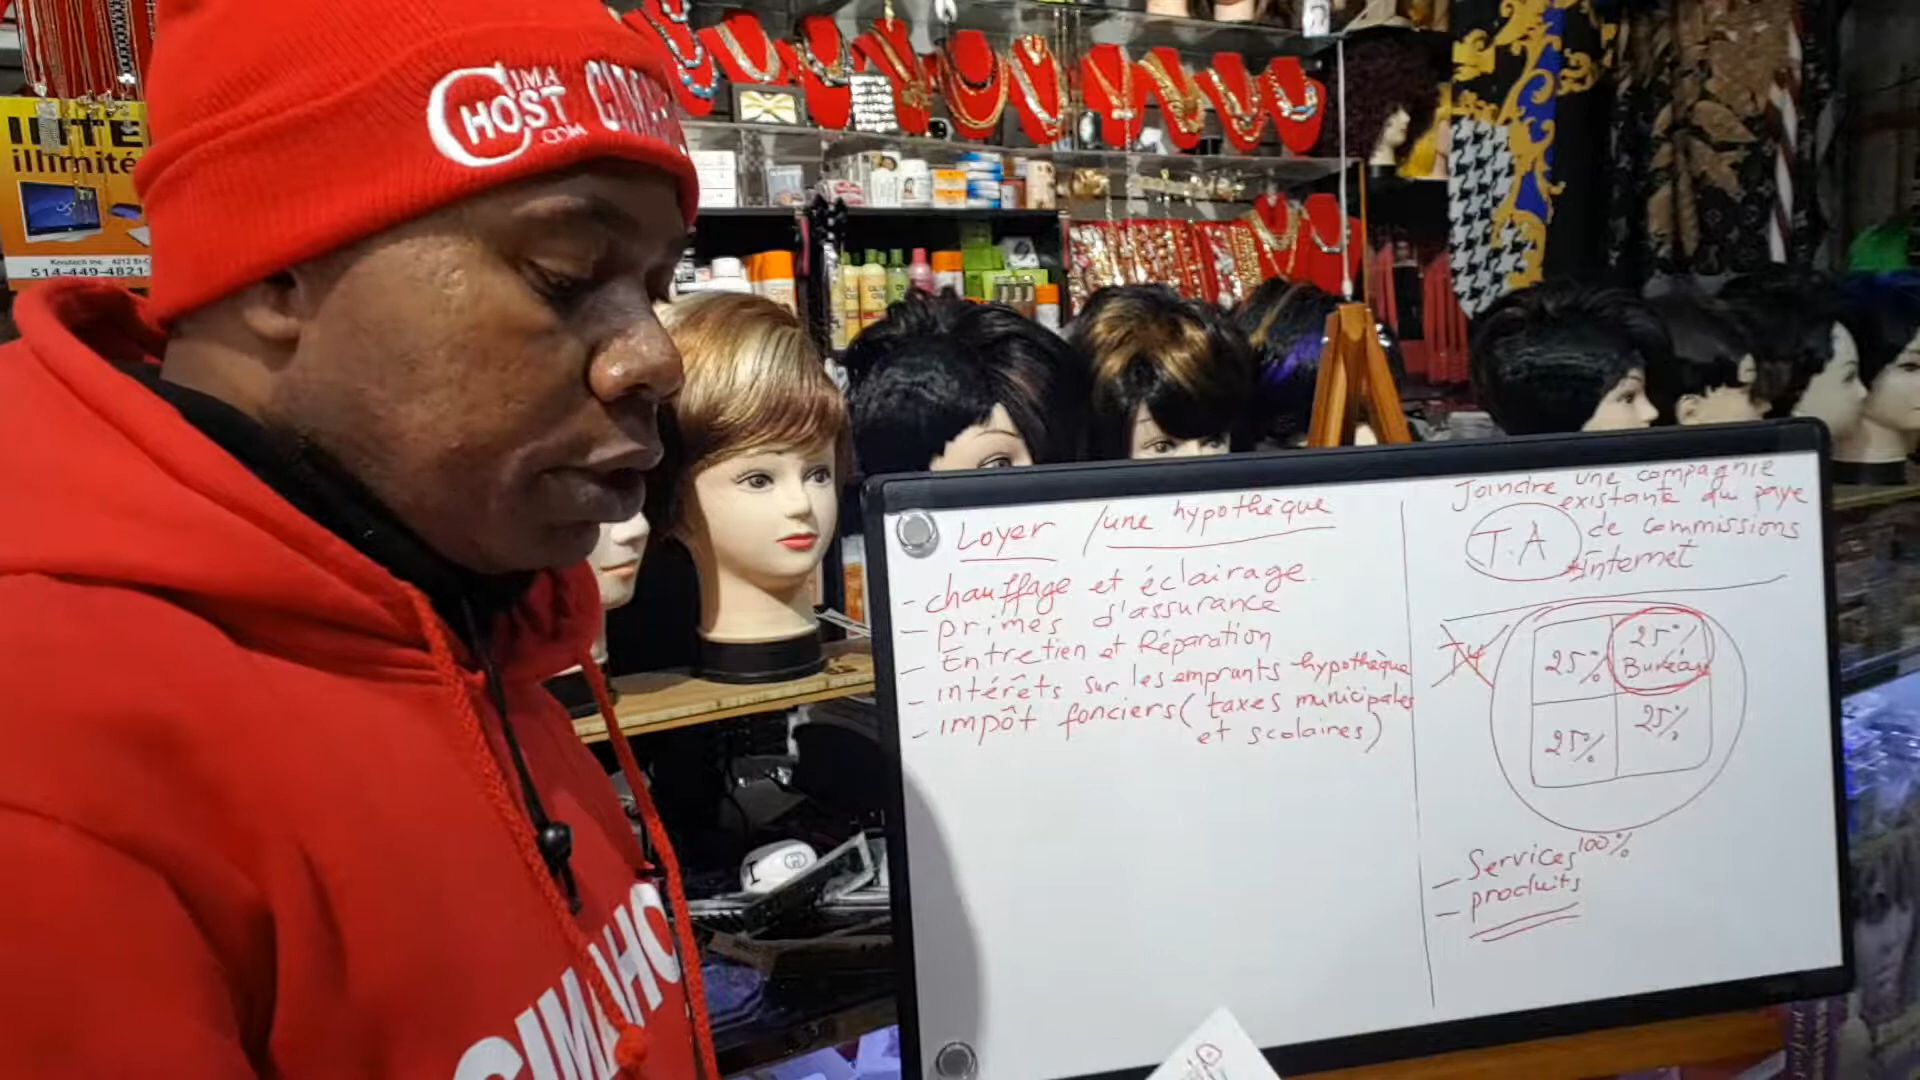 CIMA
HOST
.COM
illimité
514-449-4821
CIMAHO
Loyer / une hypothèque
- chauffage et éclairage.
- primes d'assurance
- Entretien et Réparation
- intérêts sur les emprants hypothèque
- impôt fonciers ( taxes municipales
et scolaires )
Joindre une compagnie
existante du paye
T.A de commissions
internet
25% 25%
Bureau
25% 25%
- Services 100%
- produits